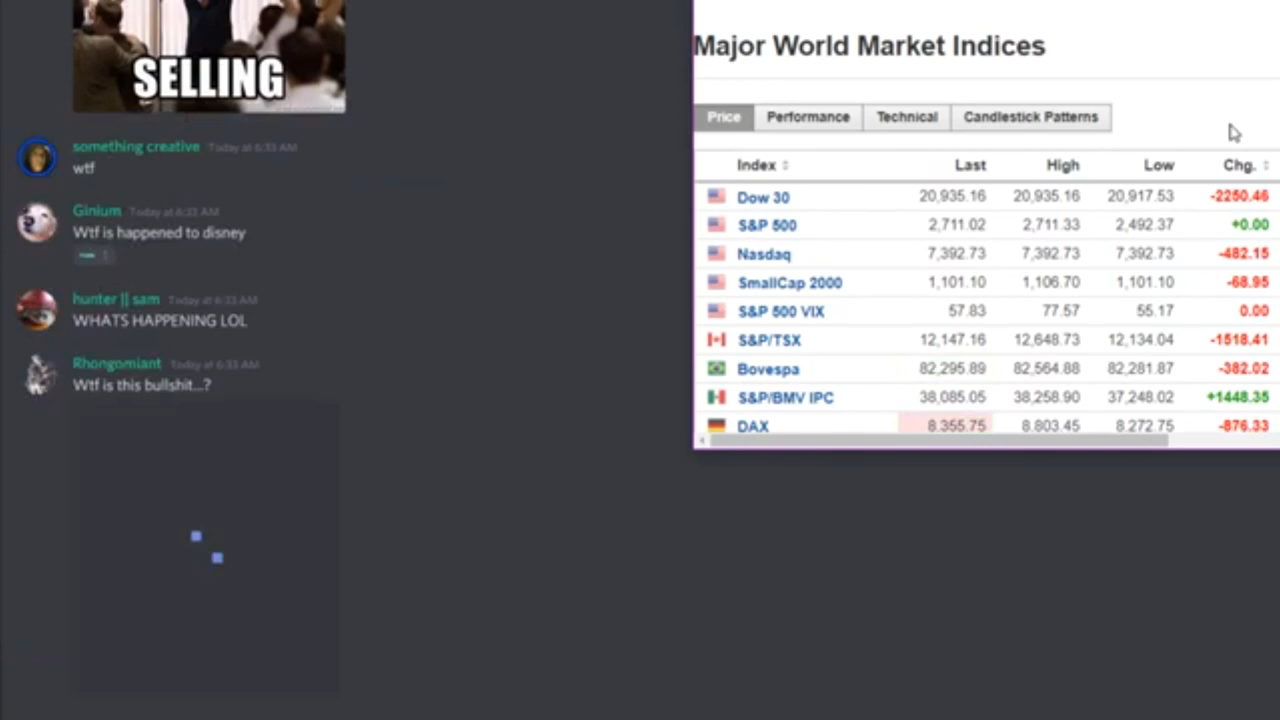 SELLING
something creative Today at 6:33 AM
wtf
Ginium Today at 6:33 AM
Wtf is happened to disney
hunter || sam Today at 6:33 AM
WHATS HAPPENING LOL
Rhongomiant Today at 6:33 AM
Wtf is this bullshit...?
Major World Market Indices
Price Performance Technical Candlestick Patterns
Index Last High Low Chg.
Dow 30 20,935.16 20,935.16 20,917.53 -2250.46
S&P 500 2,711.02 2,711.33 2,492.37 +0.00
Nasdaq 7,392.73 7,392.73 7,392.73 -482.15
SmallCap 2000 1,101.10 1,106.70 1,101.10 -68.95
S&P 500 VIX 57.83 77.57 55.17 0.00
S&P/TSX 12,147.16 12,648.73 12,134.04 -1518.41
Bovespa 82,295.89 82,564.88 82,281.87 -382.02
S&P/BMV IPC 38,085.05 38,258.90 37,248.02 +1448.35
DAX 8.355.75 8.803.45 8.272.75 -876.33